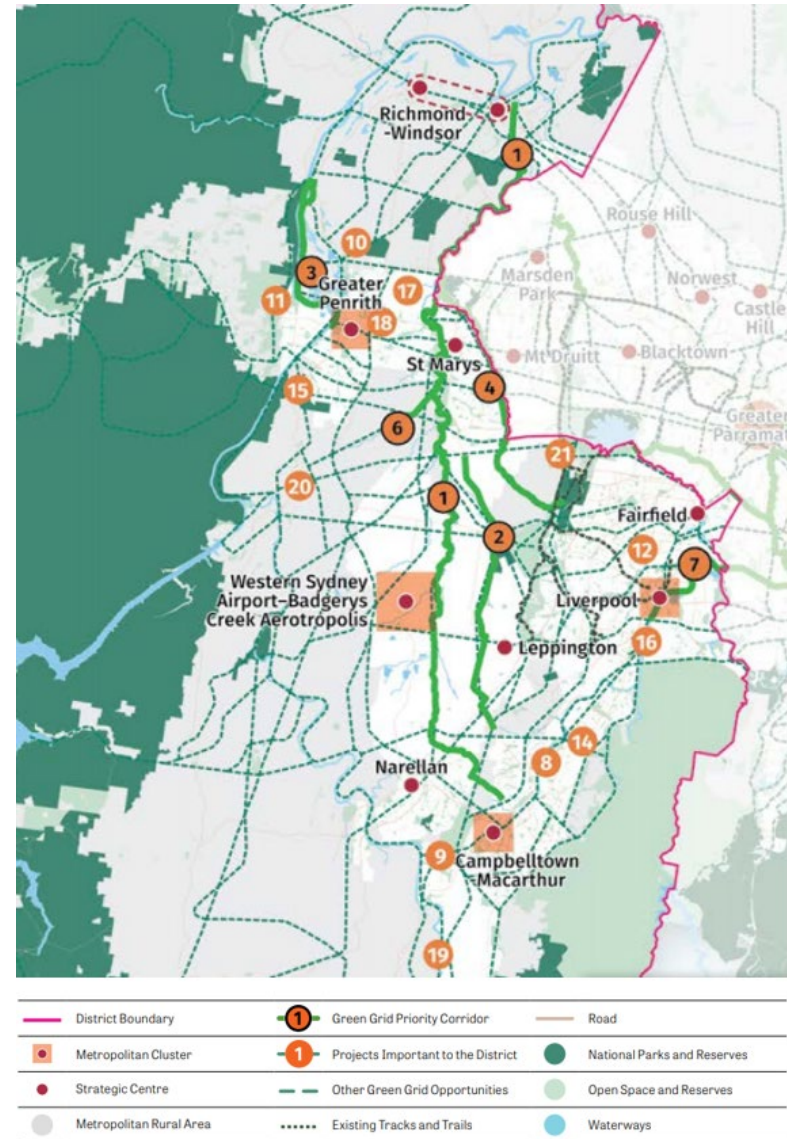 Richmond
-Windsor
1
Rouse Hill
10
Marsden
Park
Norwest
3
Greater
Penrith
17
11
Castle
Hill
18
St Marys
Mt Druitt
Blacktown
4
15
Greater
Parramat
6
21
20
1
Fairfield
2
12
7
Western Sydney
Airport–Badgerys
Creek Aerotropolis
Liverpool
16
Leppington
14
8
Narellan
9
Campbelltown
-Macarthur
19
District Boundary
1 Green Grid Priority Corridor
Road
Metropolitan Cluster
1 Projects Important to the District
National Parks and Reserves
Strategic Centre
Other Green Grid Opportunities
Open Space and Reserves
Metropolitan Rural Area
Existing Tracks and Trails
Waterways